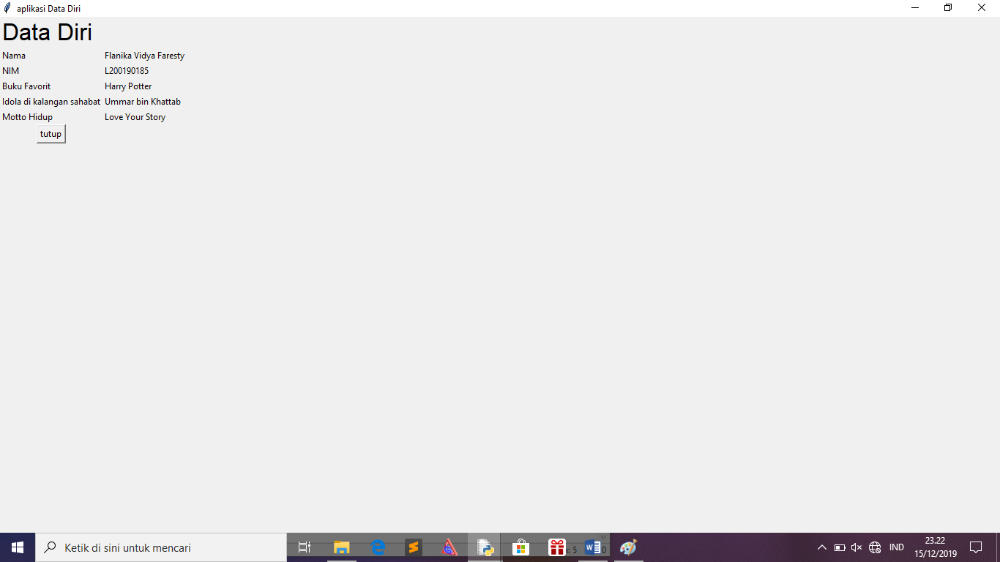 aplikasi Data Diri
Data Diri
Nama Flanika Vidya Faresty
NIM L200190185
Buku Favorit Harry Potter
Idola di kalangan sahabat Ummar bin Khattab
Motto Hidup Love Your Story
tutup
Ketik di sini untuk mencari
: 5
0
IND
23.22
15/12/2019